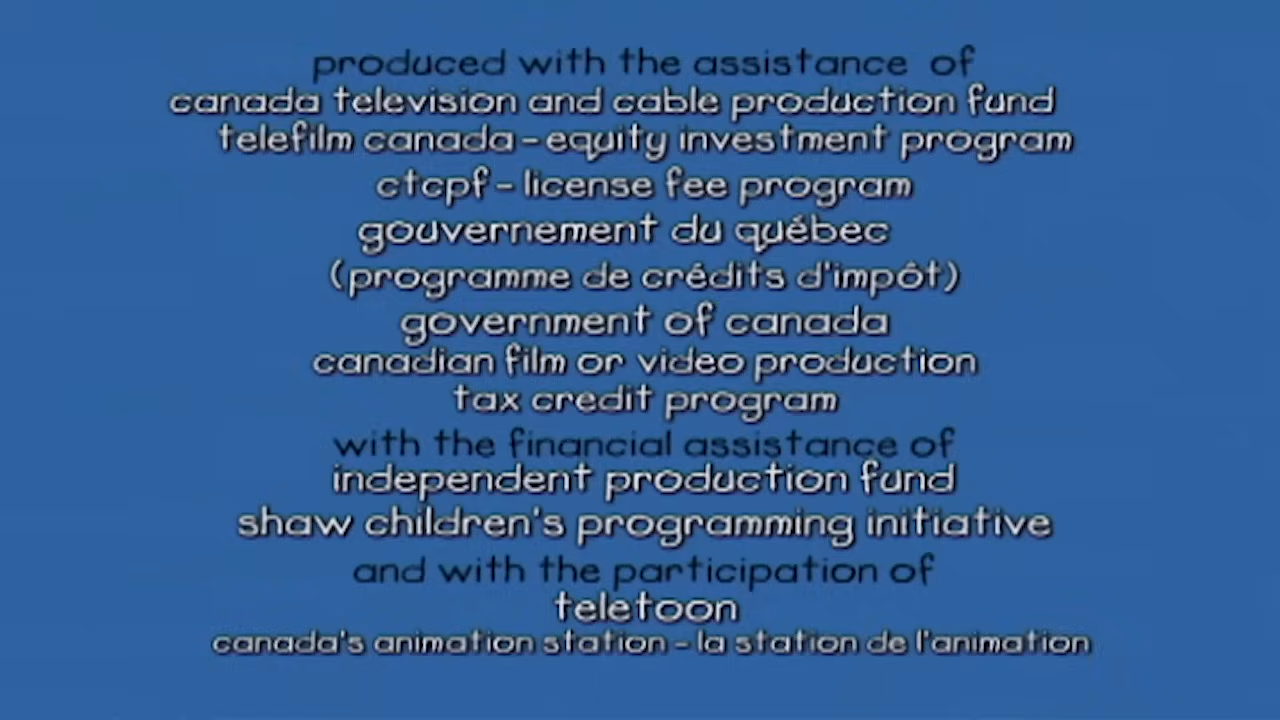 produced with the assistance of
canada television and cable production fund
telefilm canada - equity investment program
ctcpf - license fee program
gouvernement du québec
(programme de crédits d'impôt)
government of canada
canadian film or video production
tax credit program
with the financial assistance of
independent production fund
shaw children's programming initiative
and with the participation of
teletoon
canada's animation station - la station de l'animation